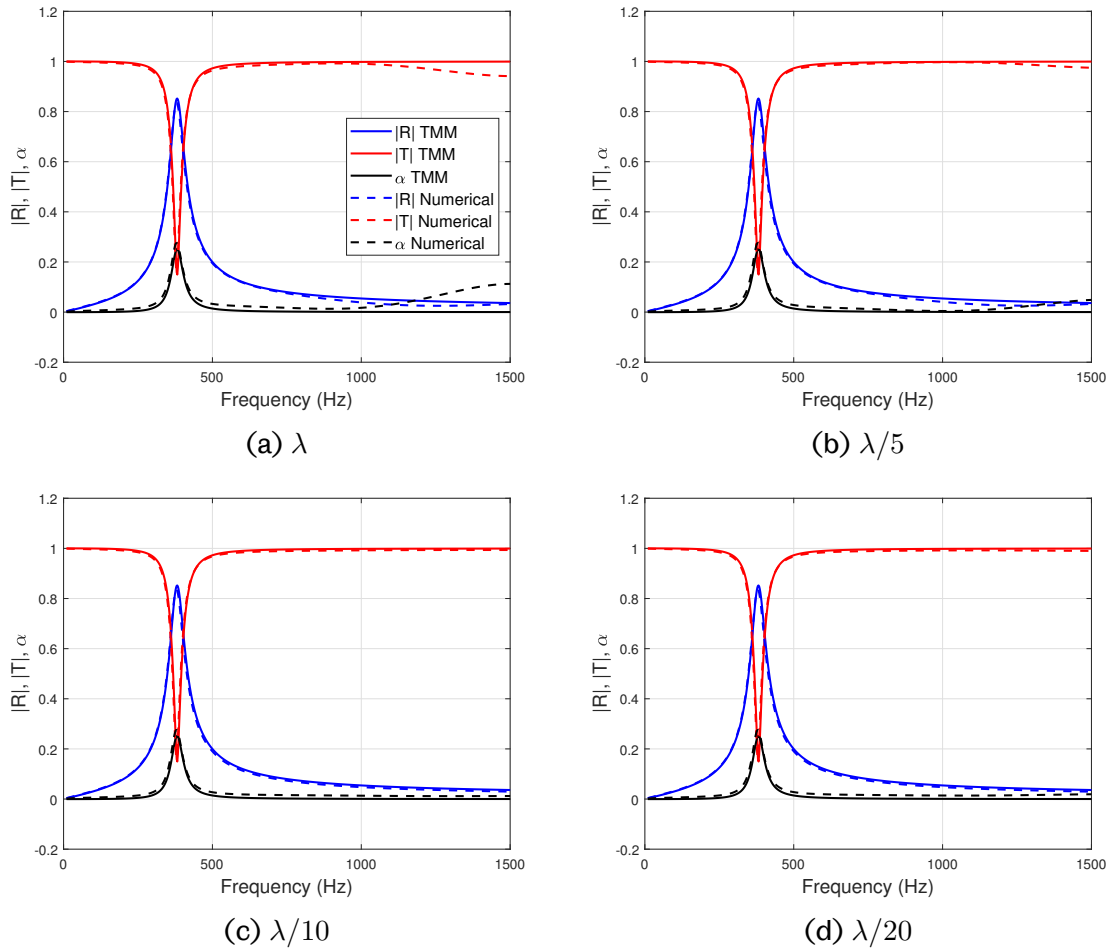 1.2
1
0.8
0.6
0.4
0.2
0
-0.2
|R|, |T|, α
|R| TMM
|T| TMM
α TMM
|R| Numerical
|T| Numerical
α Numerical
0 500 1000 1500
Frequency (Hz)
(a) λ
1.2
1
0.8
0.6
0.4
0.2
0
-0.2
|R|, |T|, α
0 500 1000 1500
Frequency (Hz)
(b) λ/5
1.2
1
0.8
0.6
0.4
0.2
0
-0.2
|R|, |T|, α
0 500 1000 1500
Frequency (Hz)
(c) λ/10
1.2
1
0.8
0.6
0.4
0.2
0
-0.2
|R|, |T|, α
0 500 1000 1500
Frequency (Hz)
(d) λ/20